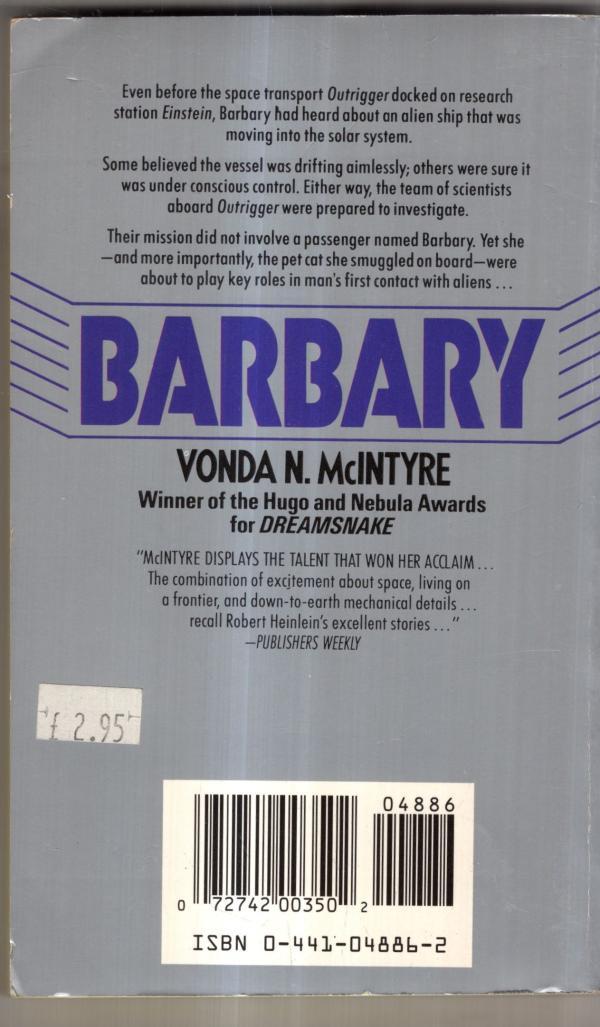 Even before the space transport Outrigger docked on research
station Einstein, Barbary had heard about an alien ship that was
moving into the solar system.
Some believed the vessel was drifting aimlessly; others were sure it
was under conscious control. Either way, the team of scientists
aboard Outrigger were prepared to investigate.
Their mission did not involve a passenger named Barbary. Yet she
—and more importantly, the pet cat she smuggled on board—were
about to play key roles in man's first contact with aliens ...
BARBARY
VONDA N. McINTYRE
Winner of the Hugo and Nebula Awards
for DREAMSNAKE
"McINTYRE DISPLAYS THE TALENT THAT WON HER ACCLAIM ...
The combination of excitement about space, living on
a frontier, and down-to-earth mechanical details ...
recall Robert Heinlein's excellent stories ..."
—PUBLISHERS WEEKLY
£ 2.95
04886
0 72742 00350 2
ISBN 0-441-04886-2